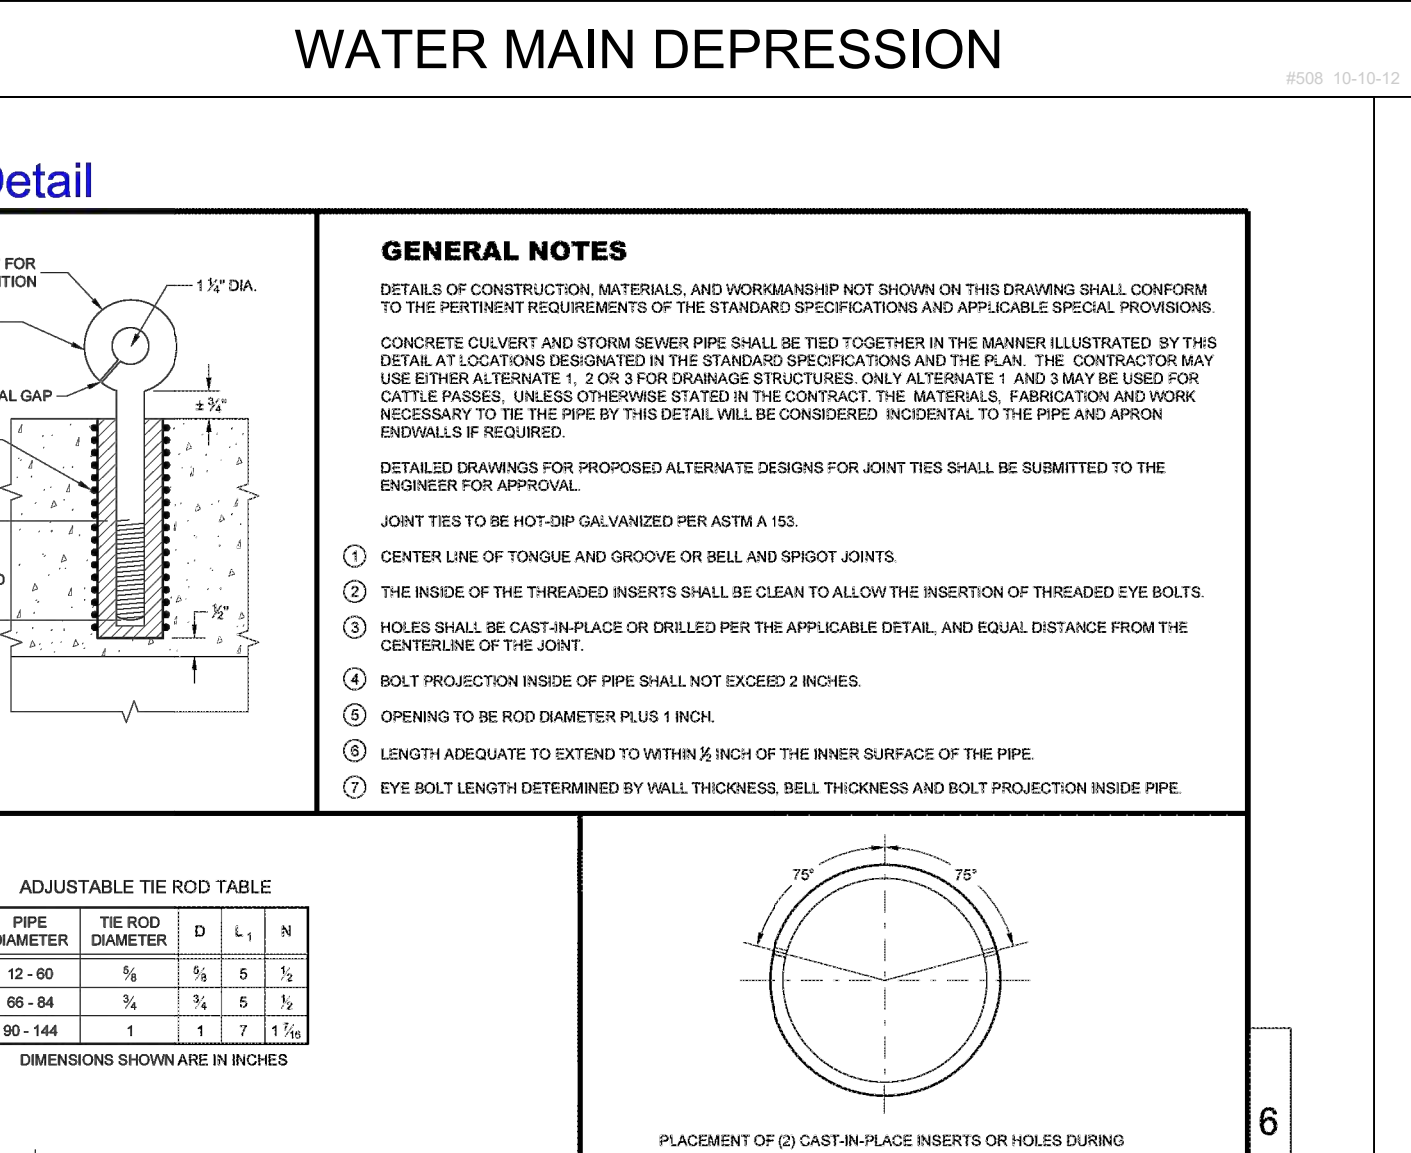 WATER MAIN DEPRESSION
#508 10-10-12
etail
FOR
TION
1 ¼" DIA.
AL GAP
± ¾"
½"
GENERAL NOTES
DETAILS OF CONSTRUCTION, MATERIALS, AND WORKMANSHIP NOT SHOWN ON THIS DRAWING SHALL CONFORM
TO THE PERTINENT REQUIREMENTS OF THE STANDARD SPECIFICATIONS AND APPLICABLE SPECIAL PROVISIONS.
CONCRETE CULVERT AND STORM SEWER PIPE SHALL BE TIED TOGETHER IN THE MANNER ILLUSTRATED BY THIS
DETAIL AT LOCATIONS DESIGNATED IN THE STANDARD SPECIFICATIONS AND THE PLAN. THE CONTRACTOR MAY
USE EITHER ALTERNATE 1, 2 OR 3 FOR DRAINAGE STRUCTURES. ONLY ALTERNATE 1 AND 3 MAY BE USED FOR
CATTLE PASSES, UNLESS OTHERWISE STATED IN THE CONTRACT. THE MATERIALS, FABRICATION AND WORK
NECESSARY TO TIE THE PIPE BY THIS DETAIL WILL BE CONSIDERED INCIDENTAL TO THE PIPE AND APRON
ENDWALLS IF REQUIRED.
DETAILED DRAWINGS FOR PROPOSED ALTERNATE DESIGNS FOR JOINT TIES SHALL BE SUBMITTED TO THE
ENGINEER FOR APPROVAL.
JOINT TIES TO BE HOT-DIP GALVANIZED PER ASTM A 153.
1 CENTER LINE OF TONGUE AND GROOVE OR BELL AND SPIGOT JOINTS.
2 THE INSIDE OF THE THREADED INSERTS SHALL BE CLEAN TO ALLOW THE INSERTION OF THREADED EYE BOLTS.
3 HOLES SHALL BE CAST-IN-PLACE OR DRILLED PER THE APPLICABLE DETAIL, AND EQUAL DISTANCE FROM THE
CENTERLINE OF THE JOINT.
4 BOLT PROJECTION INSIDE OF PIPE SHALL NOT EXCEED 2 INCHES.
5 OPENING TO BE ROD DIAMETER PLUS 1 INCH.
6 LENGTH ADEQUATE TO EXTEND TO WITHIN ½ INCH OF THE INNER SURFACE OF THE PIPE.
7 EYE BOLT LENGTH DETERMINED BY WALL THICKNESS, BELL THICKNESS AND BOLT PROJECTION INSIDE PIPE.
ADJUSTABLE TIE ROD TABLE
PIPE TIE ROD D L1 N
IAMETER DIAMETER
12 - 60 ⅝ ⅝ 5 ½
66 - 84 ¾ ¾ 5 ½
90 - 144 1 1 7 1 7/16
DIMENSIONS SHOWN ARE IN INCHES
75° 75°
PLACEMENT OF (2) CAST-IN-PLACE INSERTS OR HOLES DURING
6